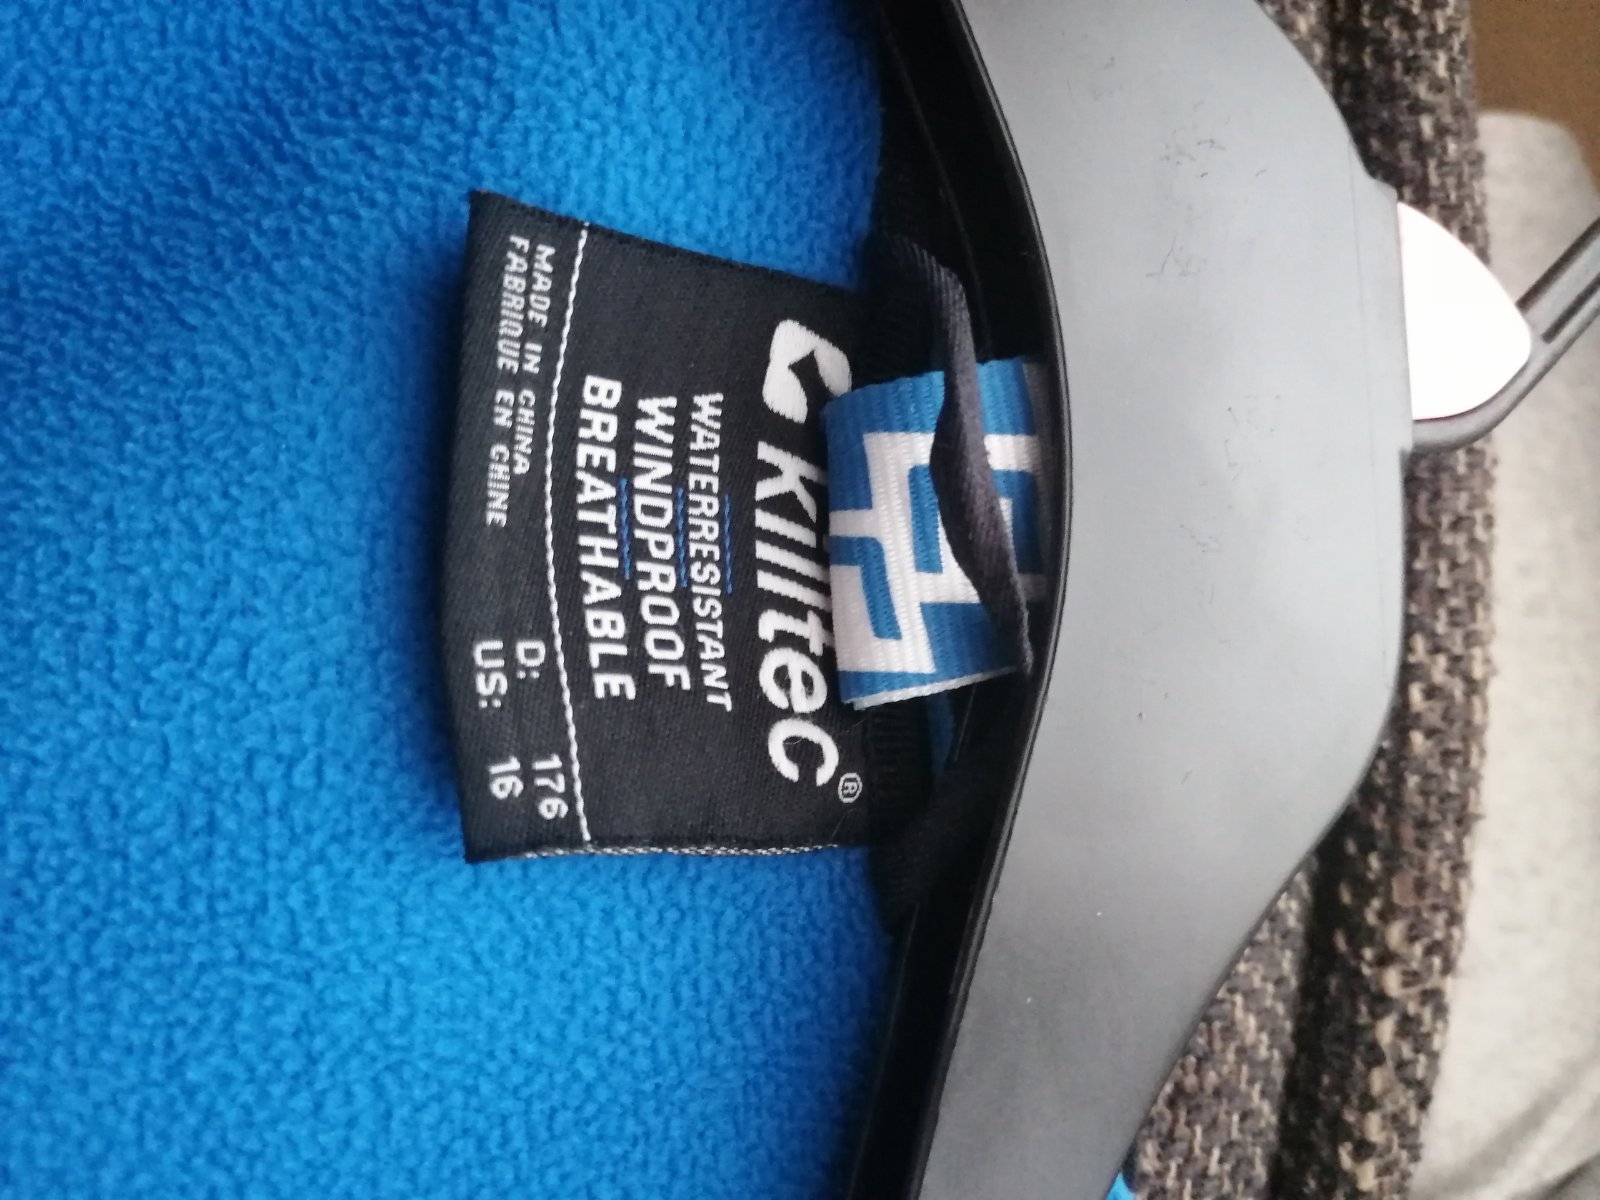 killtec®
WATERRESISTANT
WINDPROOF
BREATHABLE
MADE IN CHINA D: 176
FABRIQUE EN CHINE US: 16